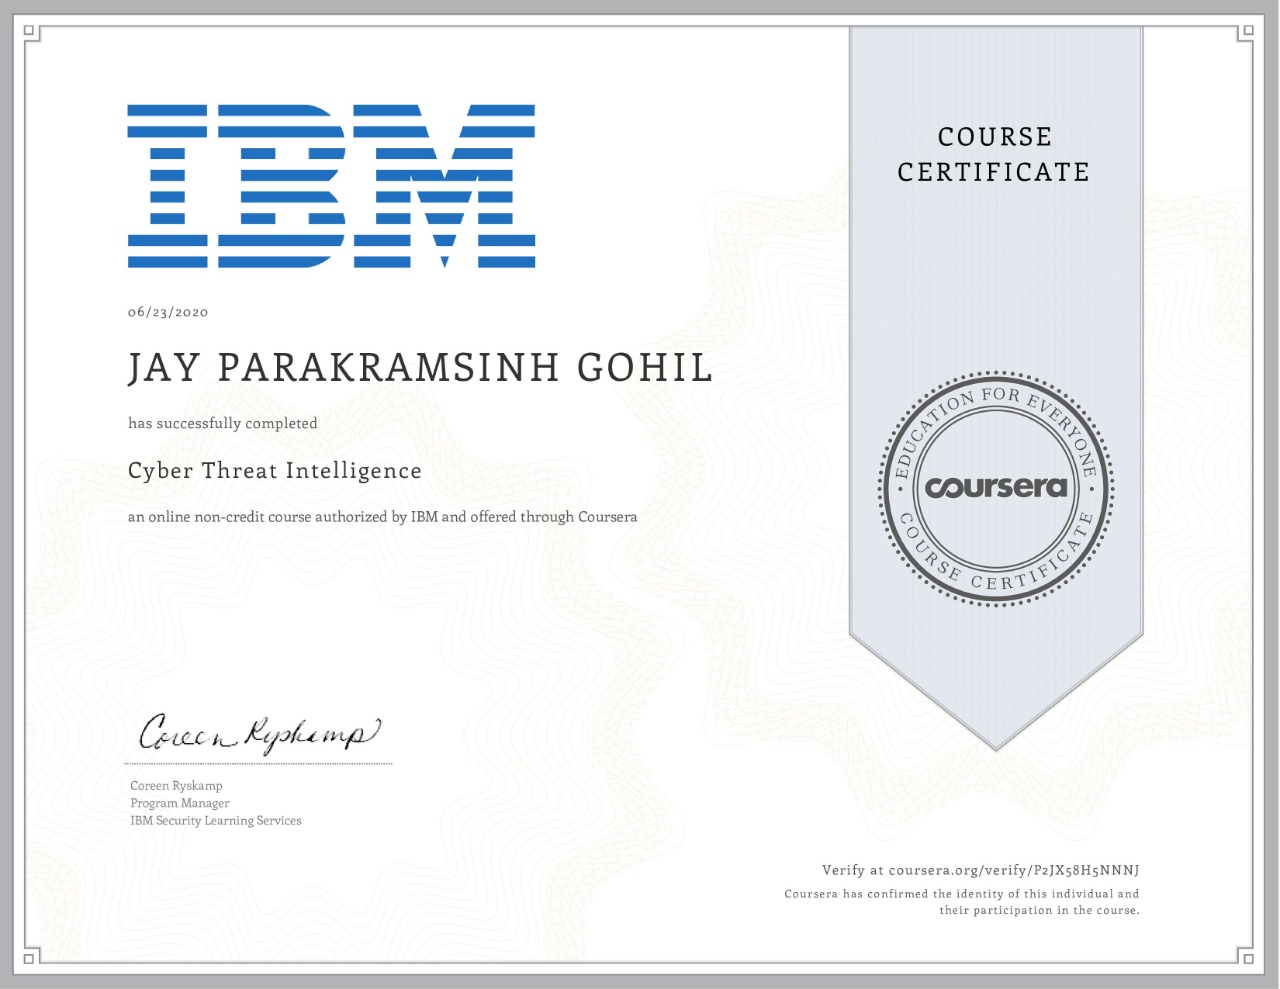 IBM
COURSE
CERTIFICATE
06/23/2020
JAY PARAKRAMSINH GOHIL
has successfully completed
Cyber Threat Intelligence
an online non-credit course authorized by IBM and offered through Coursera
EDUCATION FOR EVERYONE
coursera
COURSE CERTIFICATE
Coreen Ryskamp
Coreen Ryskamp
Program Manager
IBM Security Learning Services
Verify at coursera.org/verify/P2JX58H5NNNJ
Coursera has confirmed the identity of this individual and
their participation in the course.